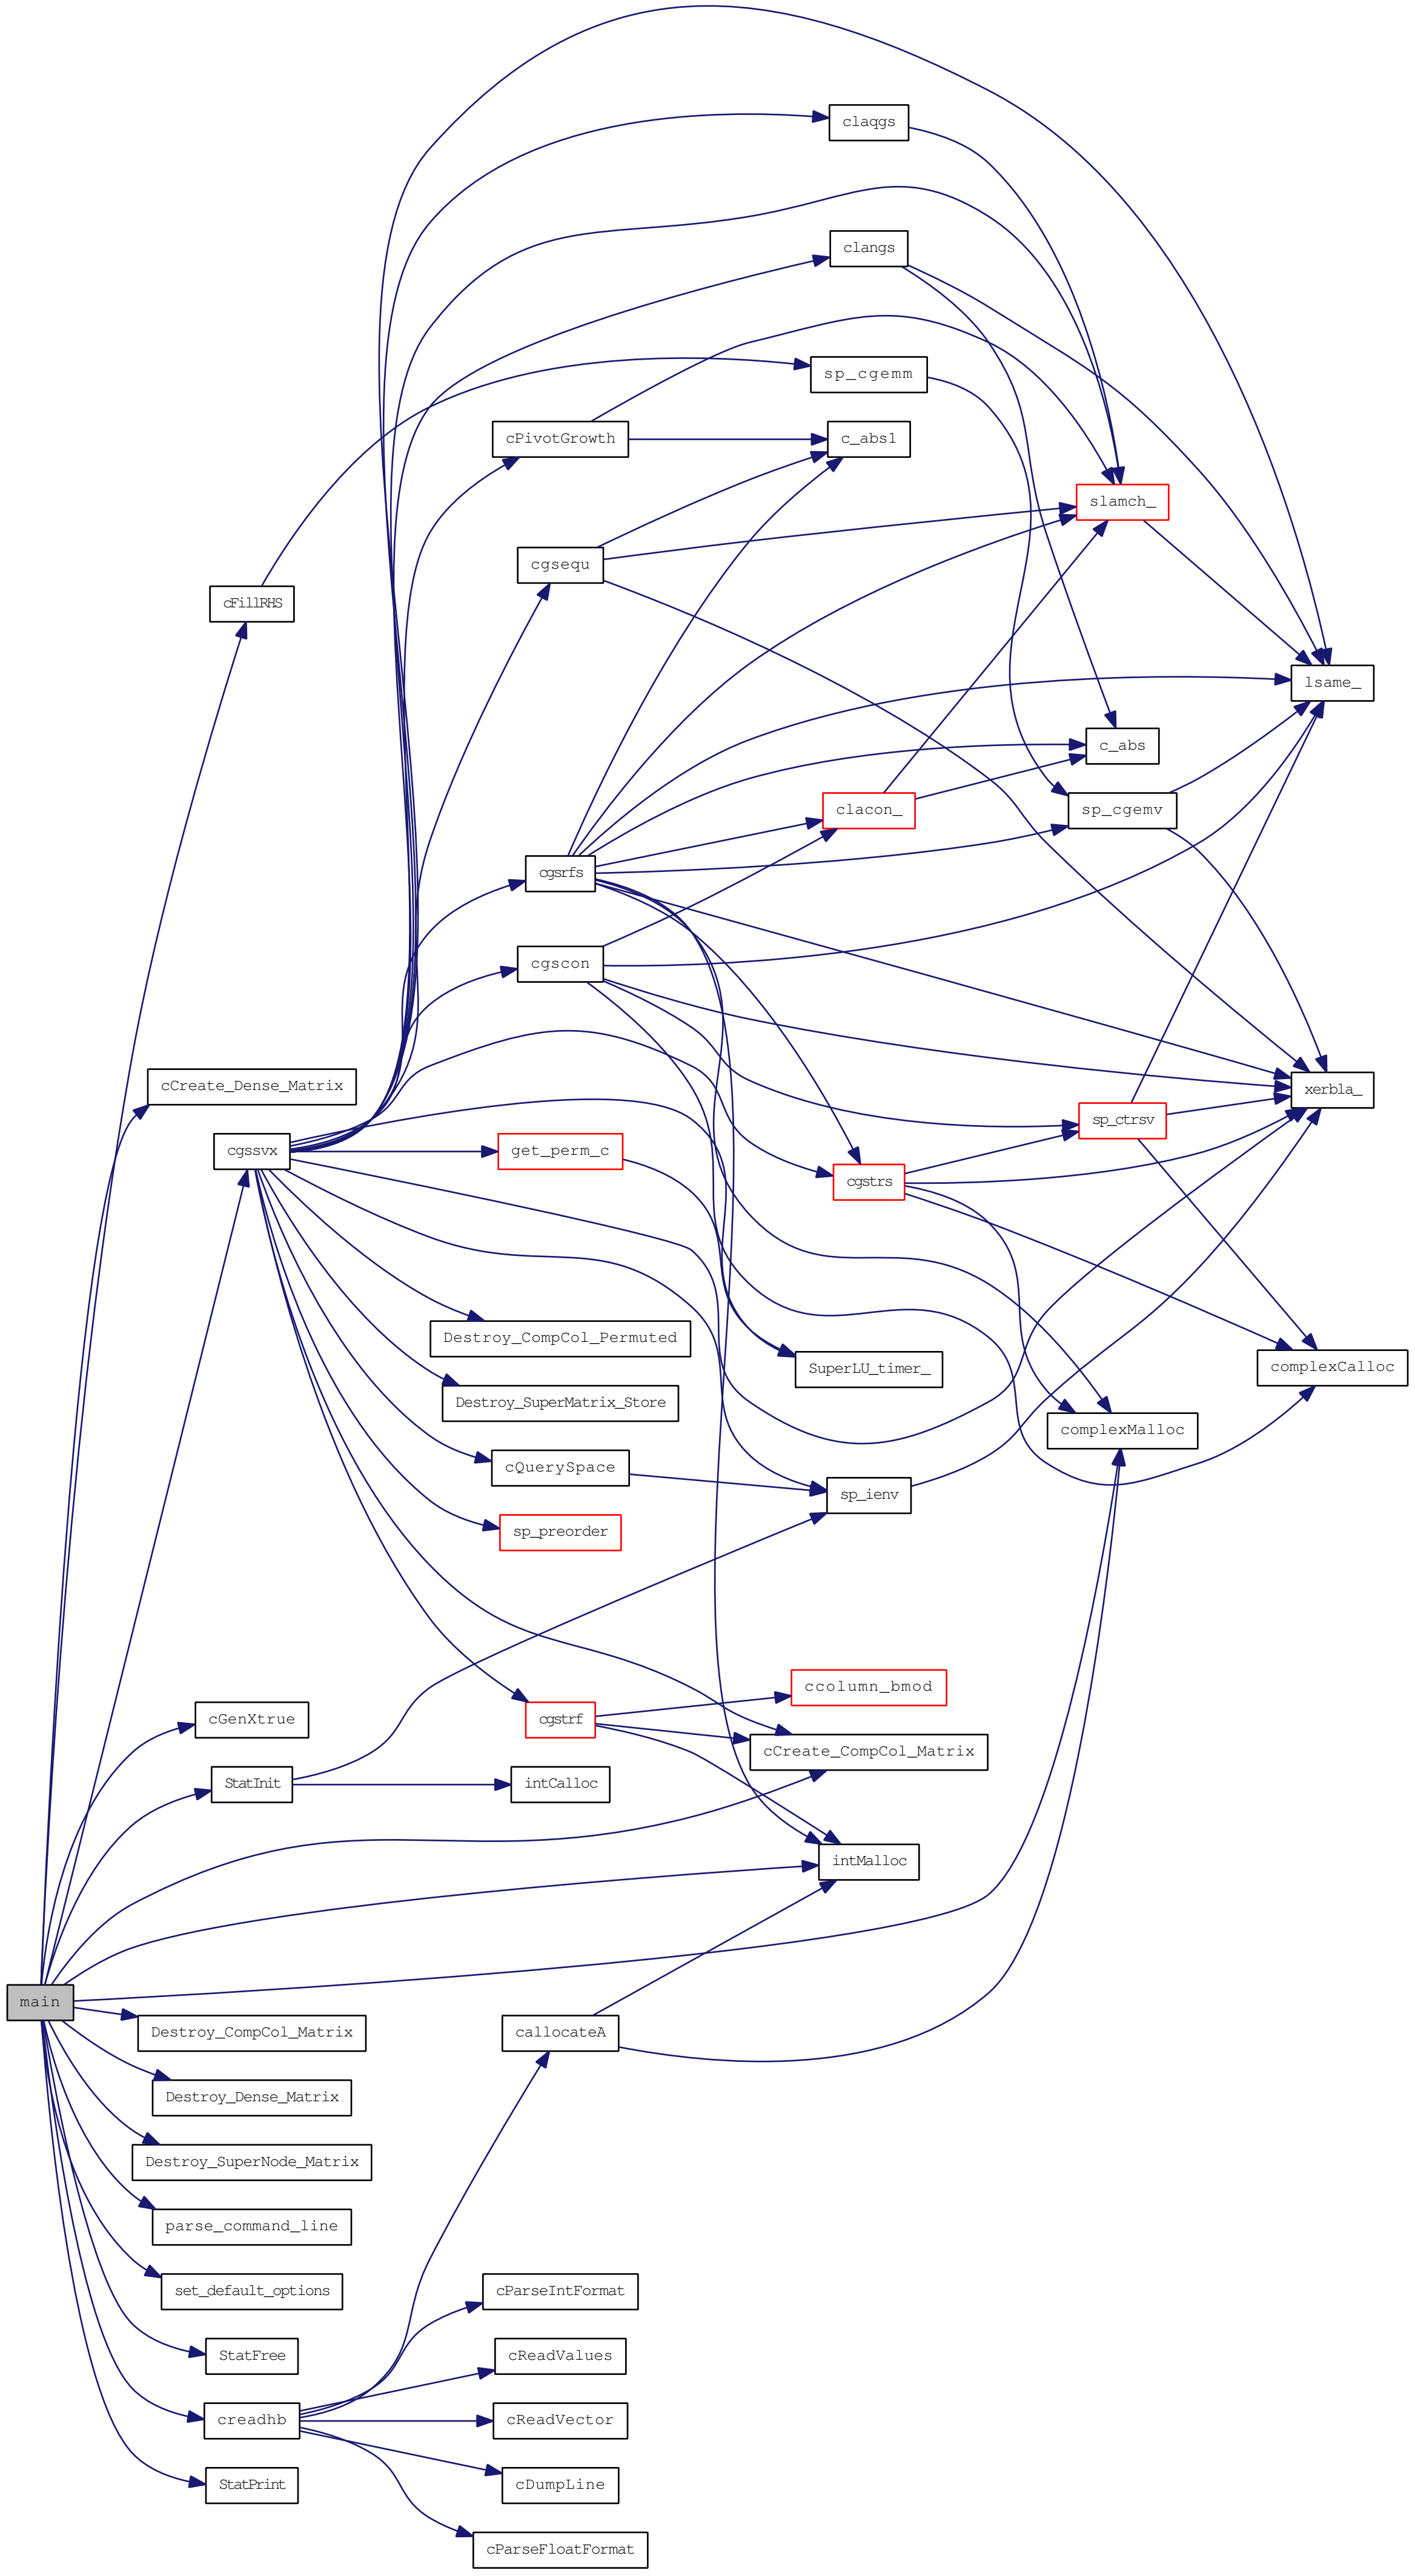 claqgs
clangs
sp_cgemm
cPivotGrowth
c_abs1
slamch_
cgsequ
cFillRHS
lsame_
c_abs
clacon_
sp_cgemv
cgsrfs
cgscon
cCreate_Dense_Matrix
xerbla_
sp_ctrsv
cgssvx
get_perm_c
cgstrs
Destroy_CompCol_Permuted
complexCalloc
SuperLU_timer_
Destroy_SuperMatrix_Store
complexMalloc
cQuerySpace
sp_ienv
sp_preorder
ccolumn_bmod
cGenXtrue
cgstrf
cCreate_CompCol_Matrix
StatInit
intCalloc
intMalloc
main
Destroy_CompCol_Matrix
callocateA
Destroy_Dense_Matrix
Destroy_SuperNode_Matrix
parse_command_line
set_default_options
cParseIntFormat
StatFree
cReadValues
creadhb
cReadVector
StatPrint
cDumpLine
cParseFloatFormat